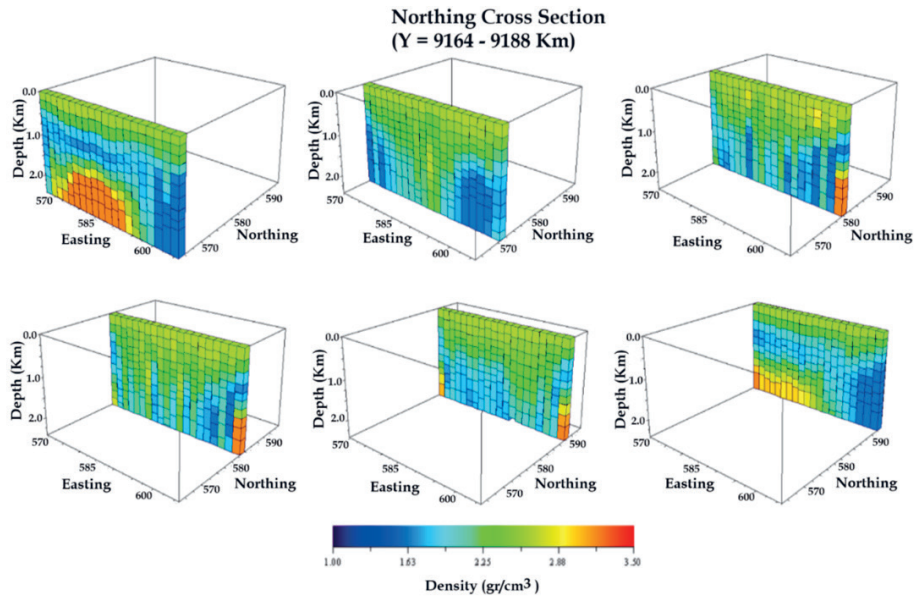 Northing Cross Section
(Y = 9164 - 9188 Km)
0.0
1.0
2.0
Depth (Km)
570
585
600
Easting
570
580
590
Northing
0.0
1.0
2.0
Depth (Km)
570
585
600
Easting
570
580
590
Northing
0.0
1.0
2.0
Depth (Km)
570
585
600
Easting
570
580
590
Northing
0.0
1.0
2.0
Depth (Km)
570
585
600
Easting
570
580
590
Northing
0.0
1.0
2.0
Depth (Km)
570
585
600
Easting
570
580
590
Northing
0.0
1.0
2.0
Depth (Km)
570
585
600
Easting
570
580
590
Northing
1.00 1.63 2.25 2.88 3.50
Density (gr/cm³ )